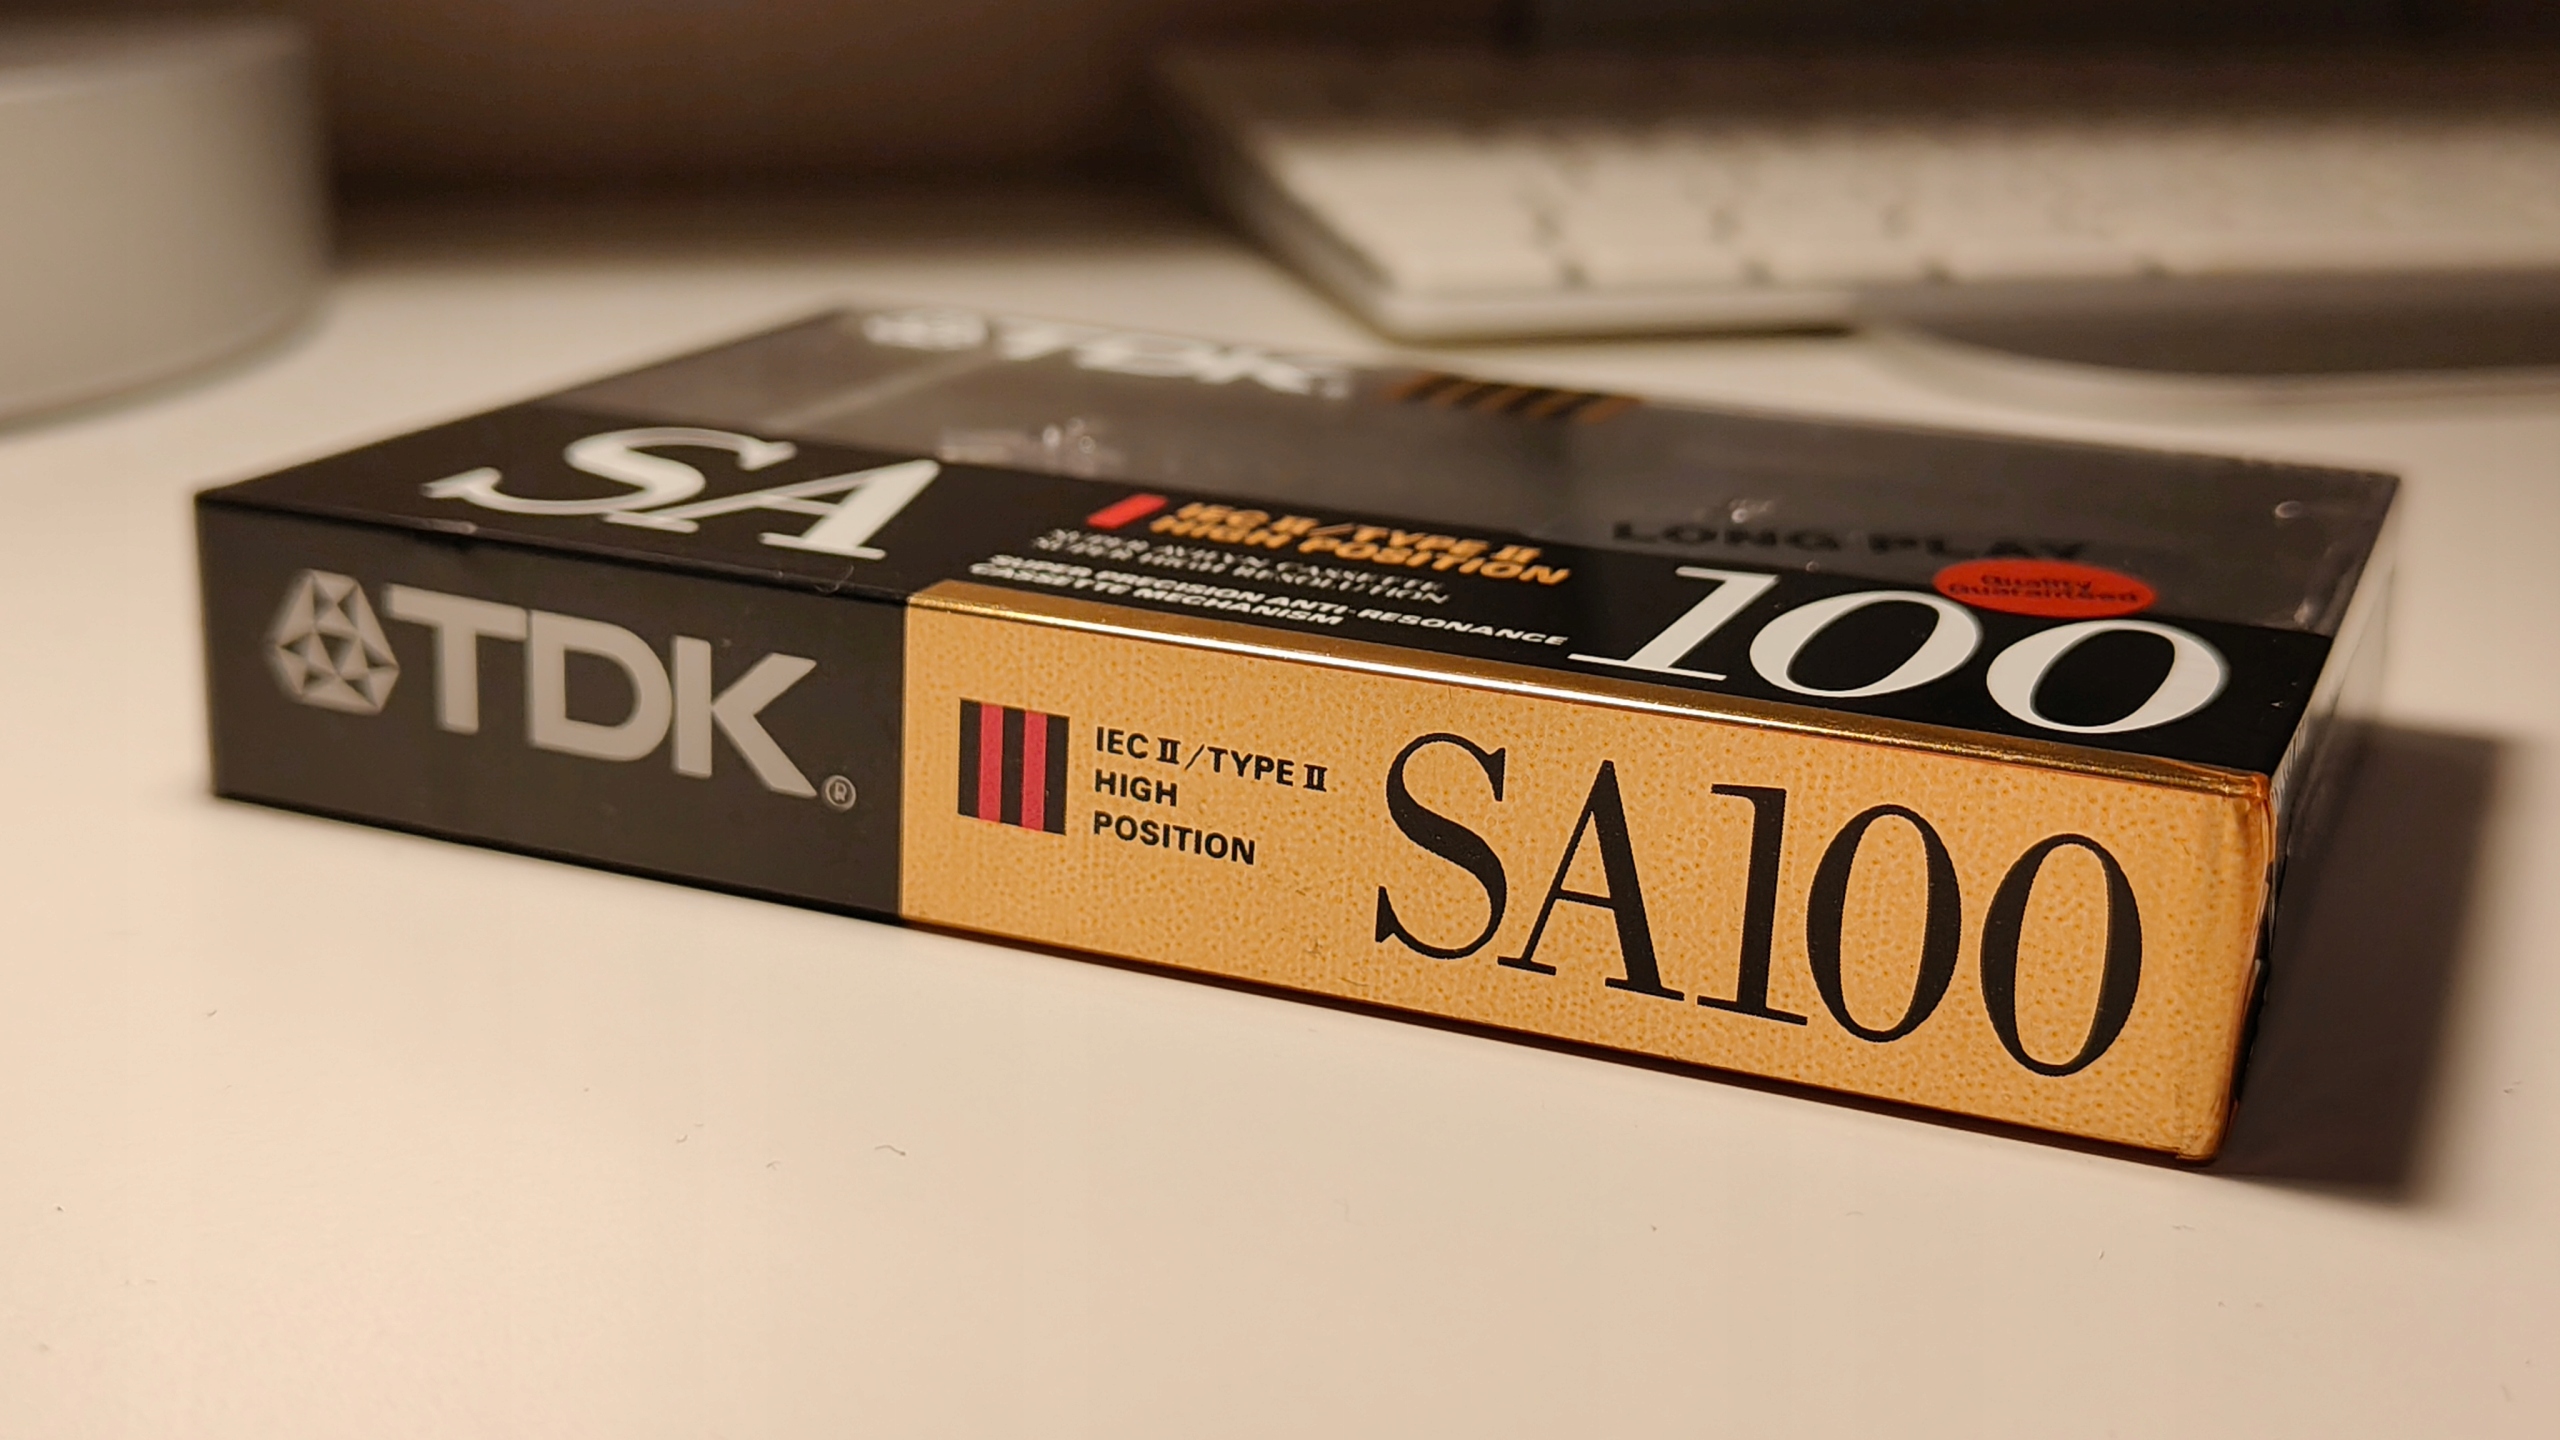 TDK
SA
IEC II/TYPE II
HIGH POSITION
SUPER AVILYN CASSETTE
SUPER HIGH RESOLUTION
SUPER PRECISION ANTI-RESONANCE
CASSETTE MECHANISM
LONG PLAY
Quality
Guaranteed
100
TDK®
IEC II/TYPE II
HIGH
POSITION
SA100